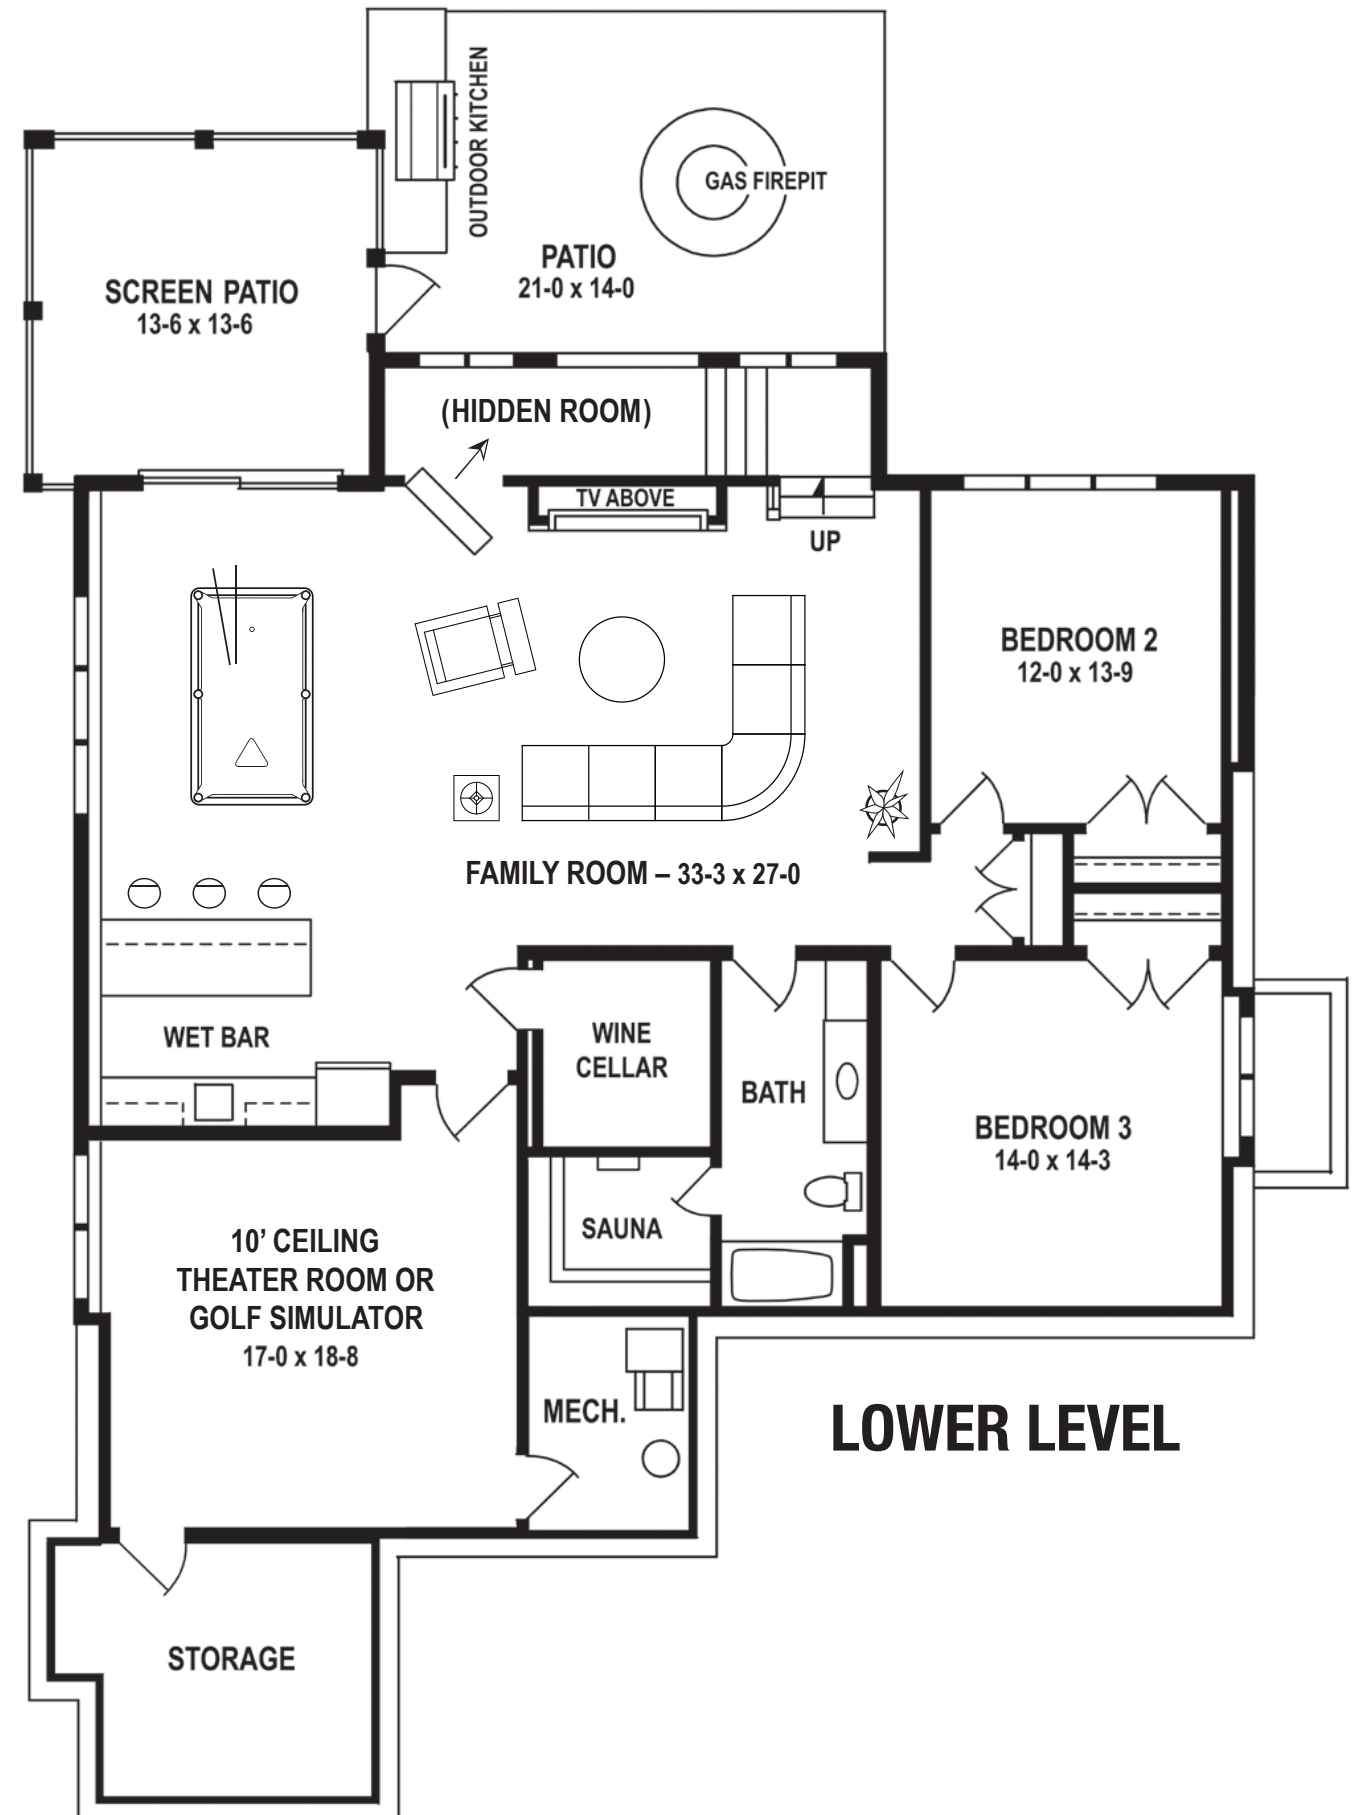 OUTDOOR KITCHEN
GAS FIREPIT
PATIO
21-0 x 14-0
SCREEN PATIO
13-6 x 13-6
(HIDDEN ROOM)
TV ABOVE
UP
BEDROOM 2
12-0 x 13-9
FAMILY ROOM – 33-3 x 27-0
WET BAR
WINE
CELLAR
BATH
BEDROOM 3
14-0 x 14-3
SAUNA
10’ CEILING
THEATER ROOM OR
GOLF SIMULATOR
17-0 x 18-8
MECH.
LOWER LEVEL
STORAGE